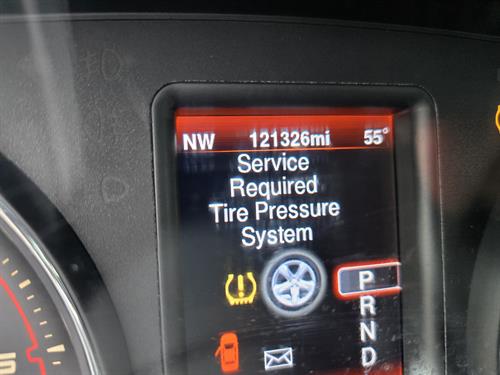 NW 121326mi 55°
Service
Required
Tire Pressure
System
P
R
N
D